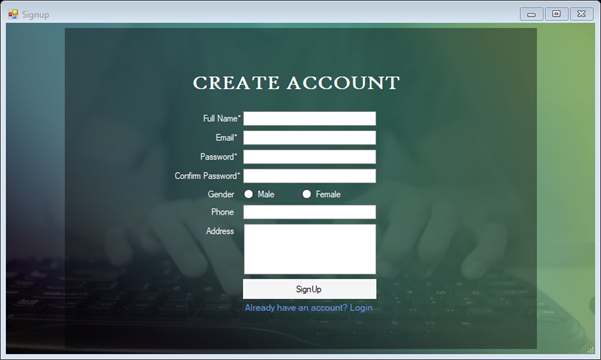 Signup
CREATE ACCOUNT
Full Name*
Email*
Password*
Confirm Password*
Gender Male Female
Phone
Address
SignUp
Already have an account? Login